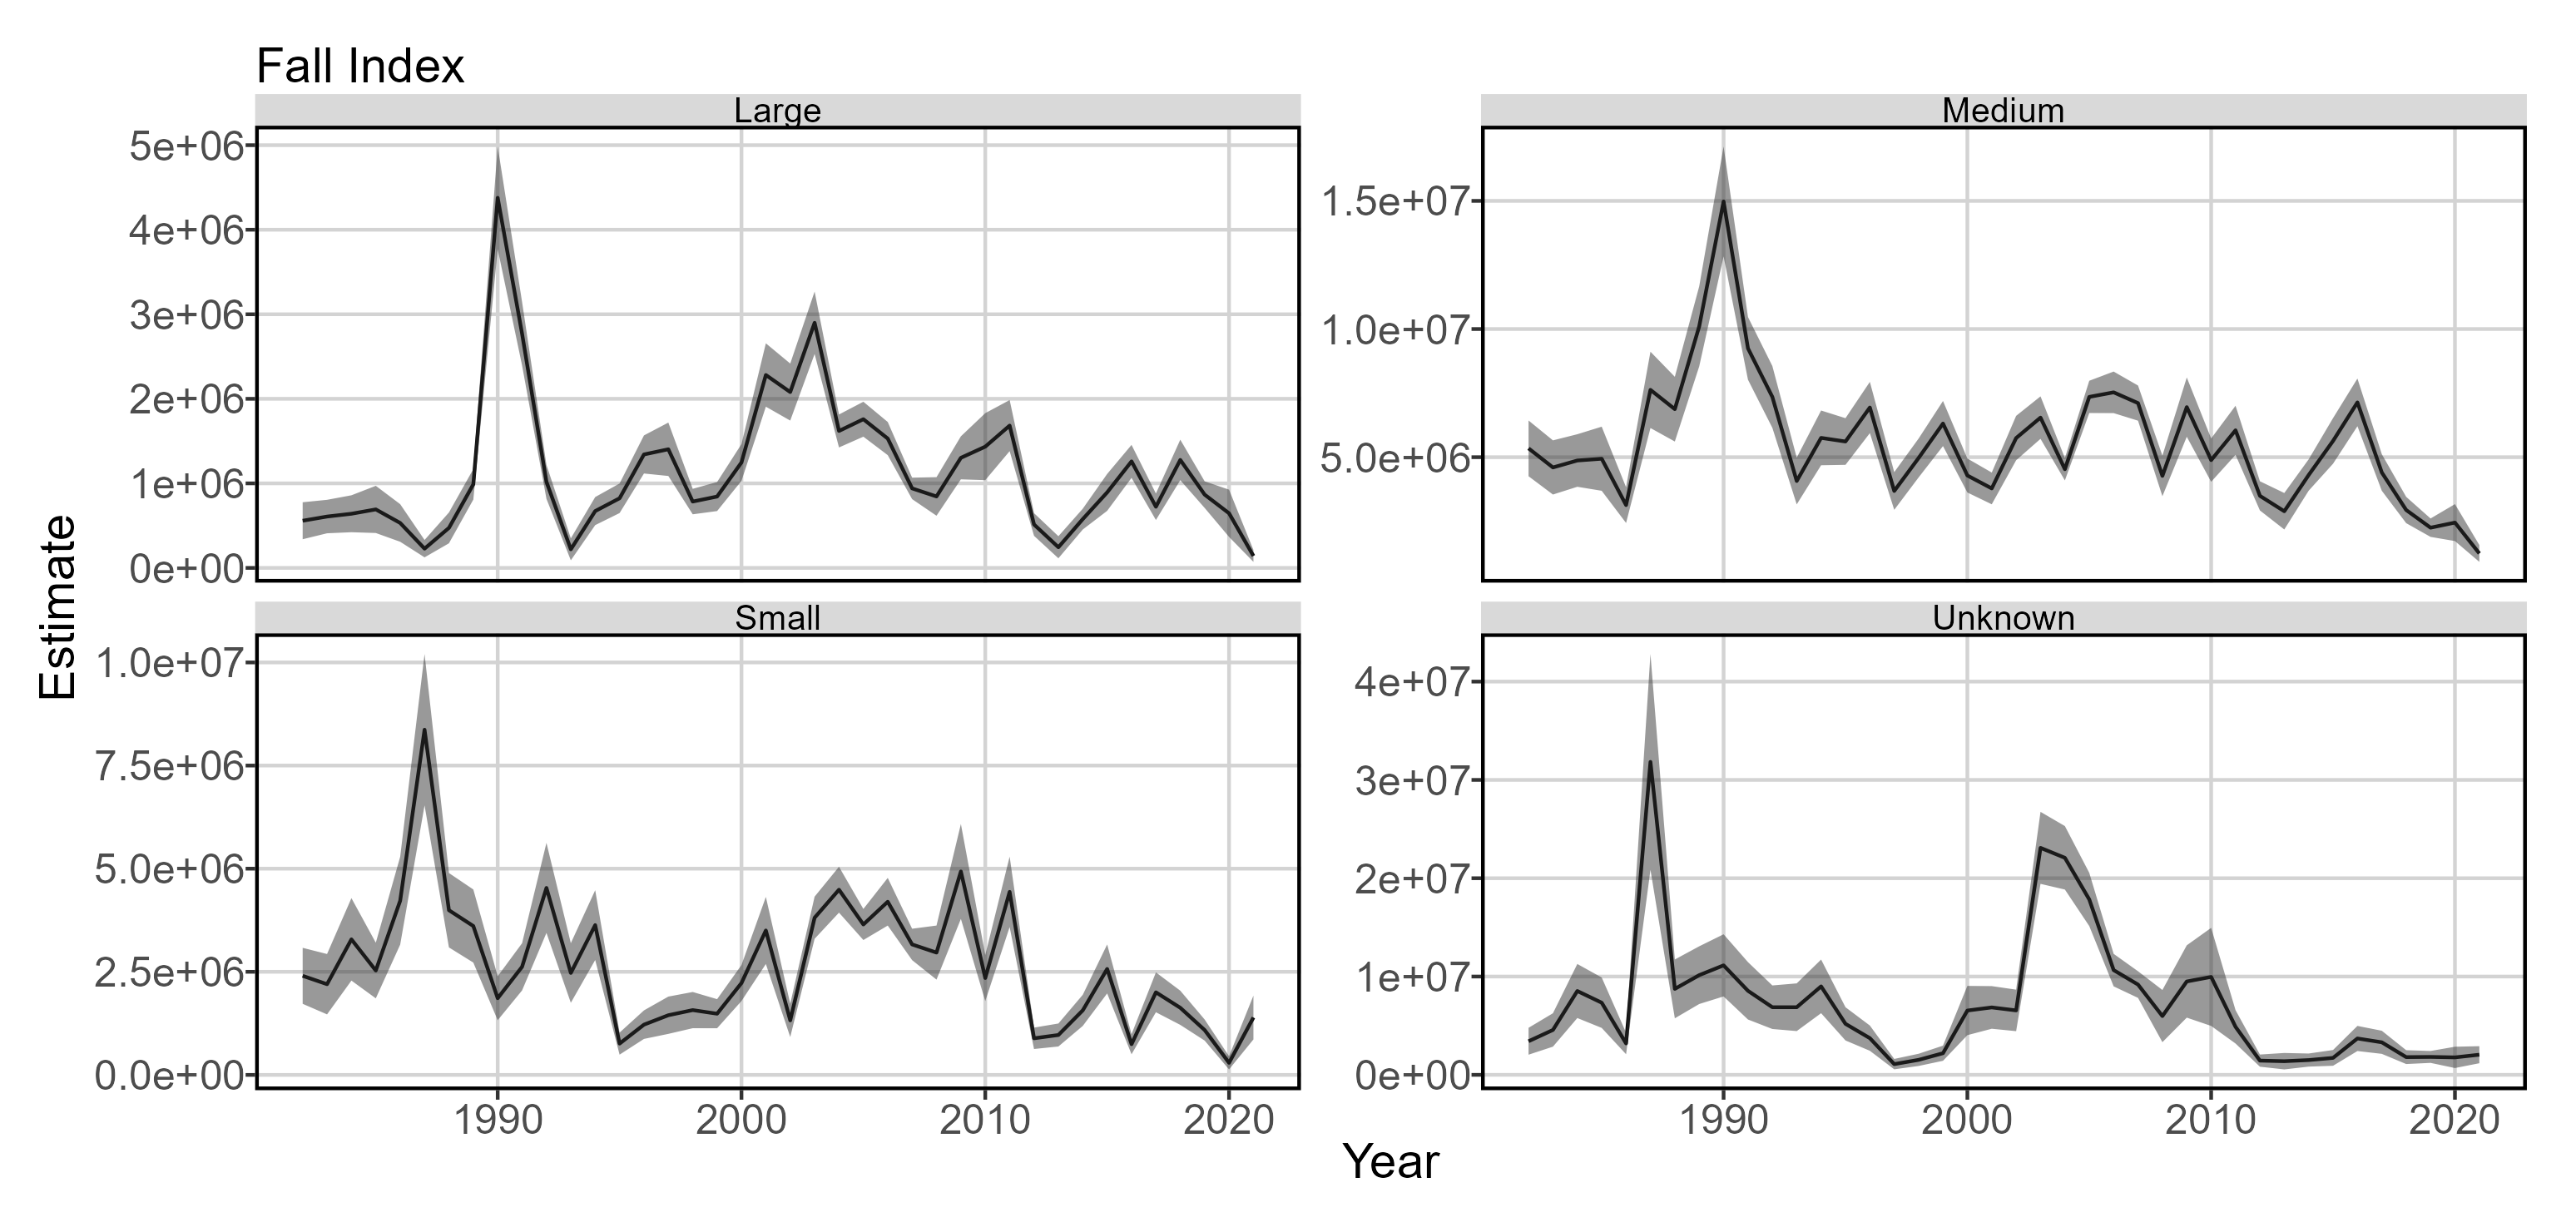 Fall Index
Large
Medium
5e+06
4e+06
3e+06
2e+06
1e+06
0e+00
1.5e+07
1.0e+07
5.0e+06
Estimate
Small
Unknown
1.0e+07
7.5e+06
5.0e+06
2.5e+06
0.0e+00
4e+07
3e+07
2e+07
1e+07
0e+00
1990 2000 2010 2020
1990 2000 2010 2020
Year